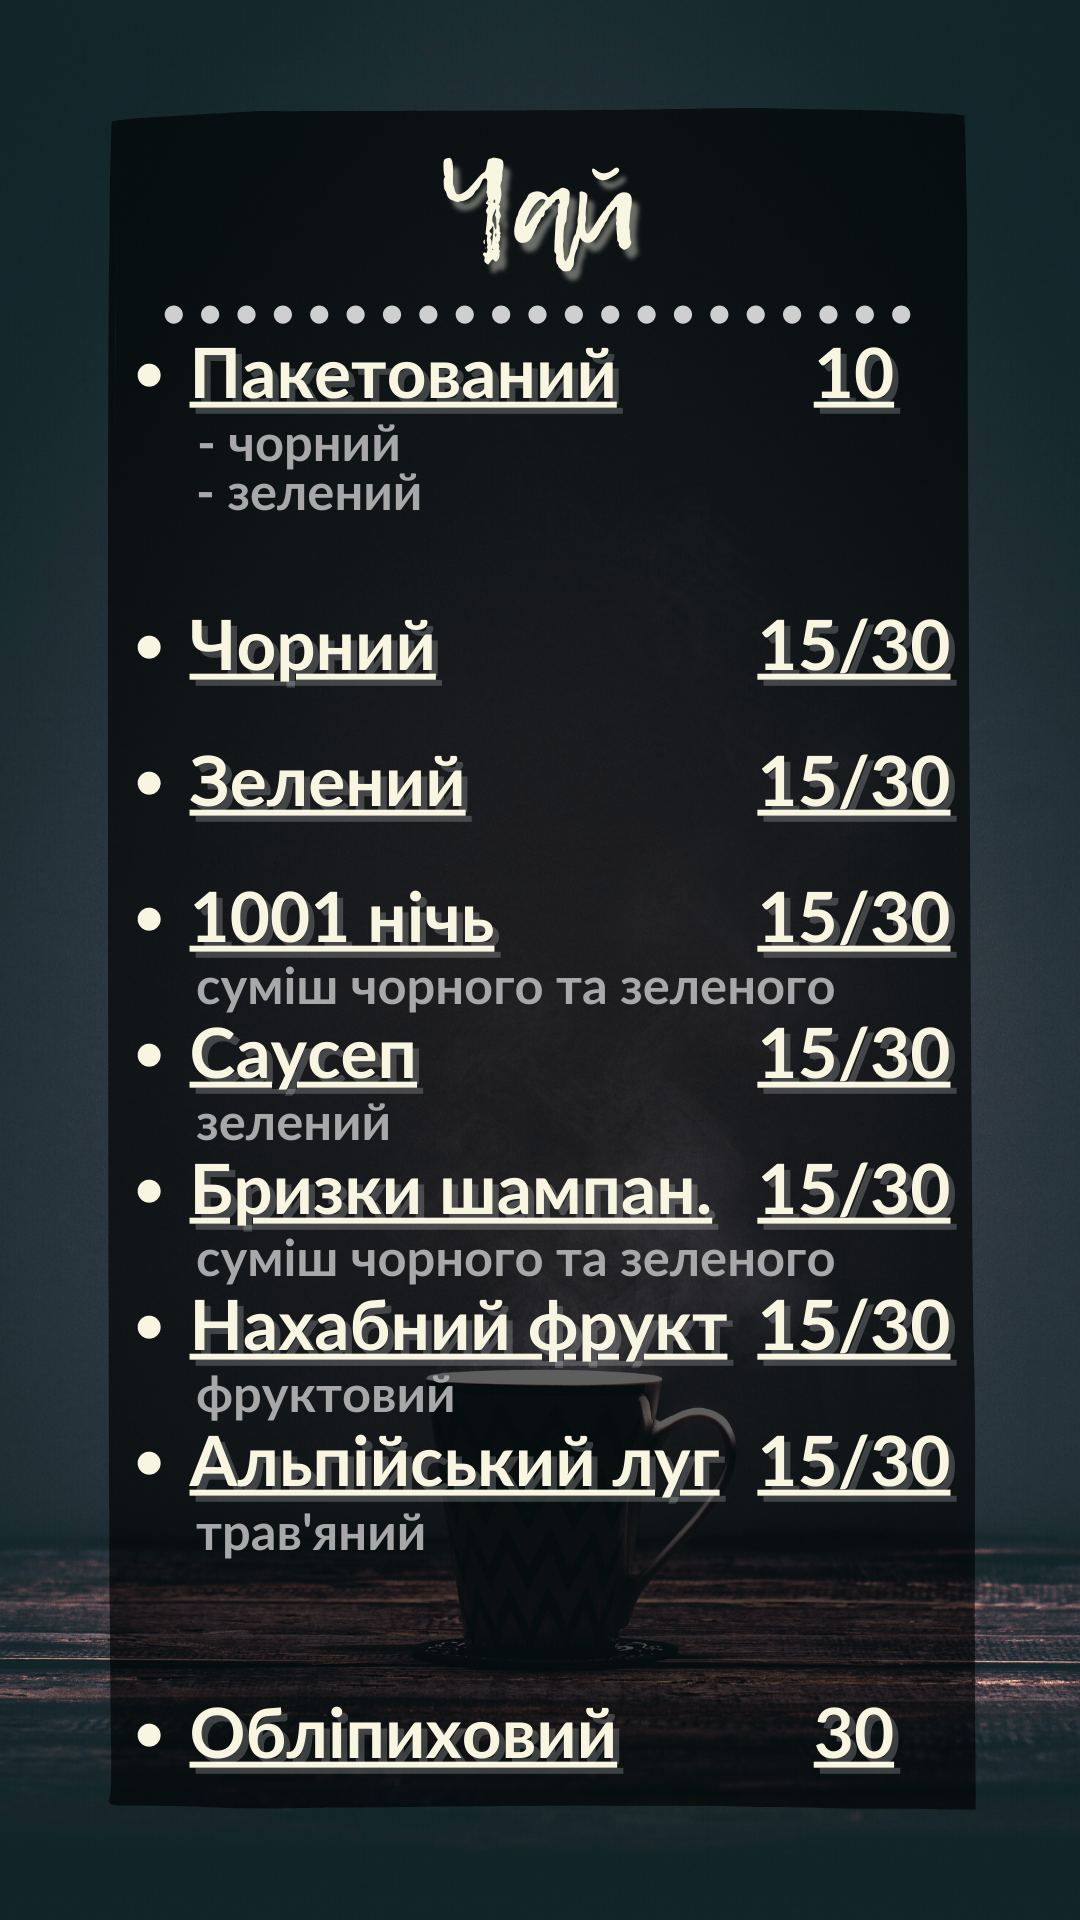 Чай
• Пакетований 10
- чорний
- зелений
• Чорний 15/30
• Зелений 15/30
• 1001 нічь 15/30
суміш чорного та зеленого
• Саусеп 15/30
зелений
• Бризки шампан. 15/30
суміш чорного та зеленого
• Нахабний фрукт 15/30
фруктовий
• Альпійський луг 15/30
трав'яний
• Обліпиховий 30